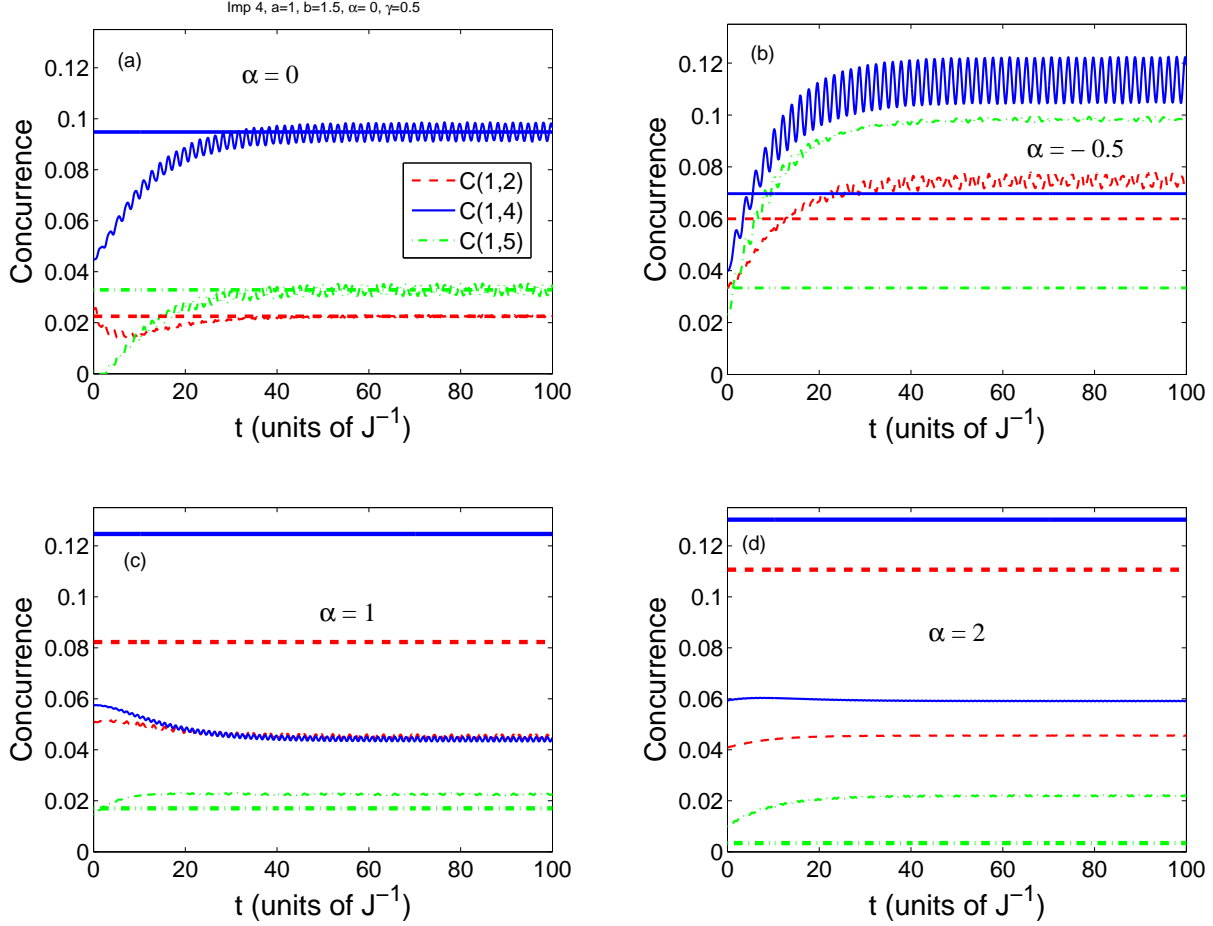 Imp 4, a=1, b=1.5, α= 0, γ=0.5
(a)
α = 0
0.12
0.1
0.08
0.06
0.04
0.02
0
Concurrence
C(1,2)
C(1,4)
C(1,5)
0 20 40 60 80 100
t (units of J⁻¹)
(b)
α = − 0.5
0.12
0.1
0.08
0.06
0.04
0.02
0
Concurrence
0 20 40 60 80 100
t (units of J⁻¹)
(c)
α = 1
0.12
0.1
0.08
0.06
0.04
0.02
0
Concurrence
0 20 40 60 80 100
t (units of J⁻¹)
(d)
α = 2
0.12
0.1
0.08
0.06
0.04
0.02
0
Concurrence
0 20 40 60 80 100
t (units of J⁻¹)